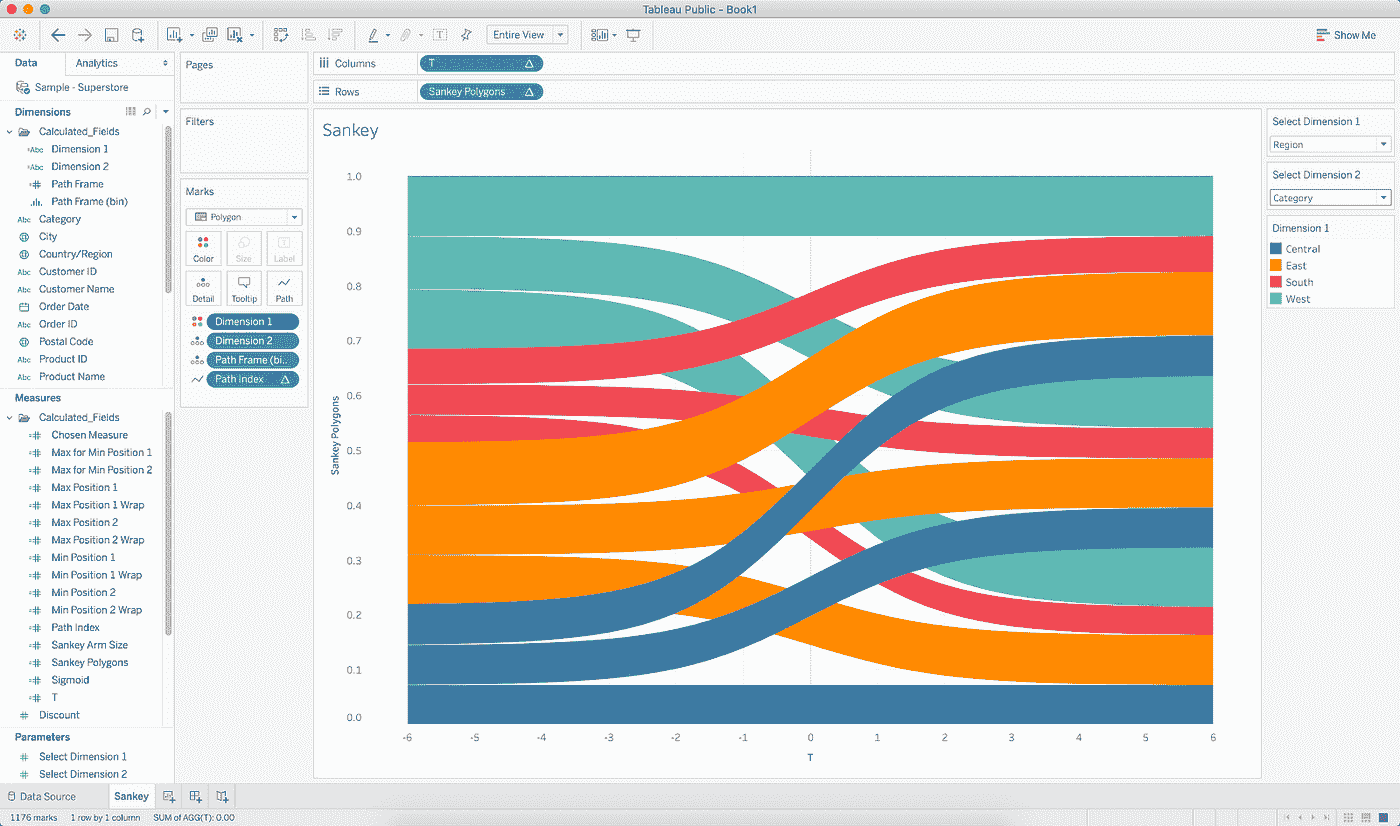 Tableau Public - Book1
Entire View
Show Me
Data
Analytics
Sample - Superstore
Dimensions
Calculated_Fields
=Abc Dimension 1
=Abc Dimension 2
Path Frame
Path Frame (bin)
Abc Category
City
Country/Region
Abc Customer ID
Abc Customer Name
Order Date
Abc Order ID
Postal Code
Abc Product ID
Abc Product Name
Measures
Calculated_Fields
Chosen Measure
Max for Min Position 1
Max for Min Position 2
Max Position 1
Max Position 1 Wrap
Max Position 2
Max Position 2 Wrap
Min Position 1
Min Position 1 Wrap
Min Position 2
Min Position 2 Wrap
Path Index
Sankey Arm Size
Sankey Polygons
Sigmoid
T
Discount
Parameters
Select Dimension 1
Select Dimension 2
Pages
Filters
Marks
Polygon
Color
Size
Label
Detail
Tooltip
Path
Dimension 1
Dimension 2
Path Frame (bi..
Path Index
Columns
T
Rows
Sankey Polygons
Sankey
Sankey Polygons
1.0
0.9
0.8
0.7
0.6
0.5
0.4
0.3
0.2
0.1
0.0
-6 -5 -4 -3 -2 -1 0 1 2 3 4 5 6
T
Select Dimension 1
Region
Select Dimension 2
Category
Dimension 1
Central
East
South
West
Data Source
Sankey
1176 marks 1 row by 1 column SUM of AGG(T): 0.00